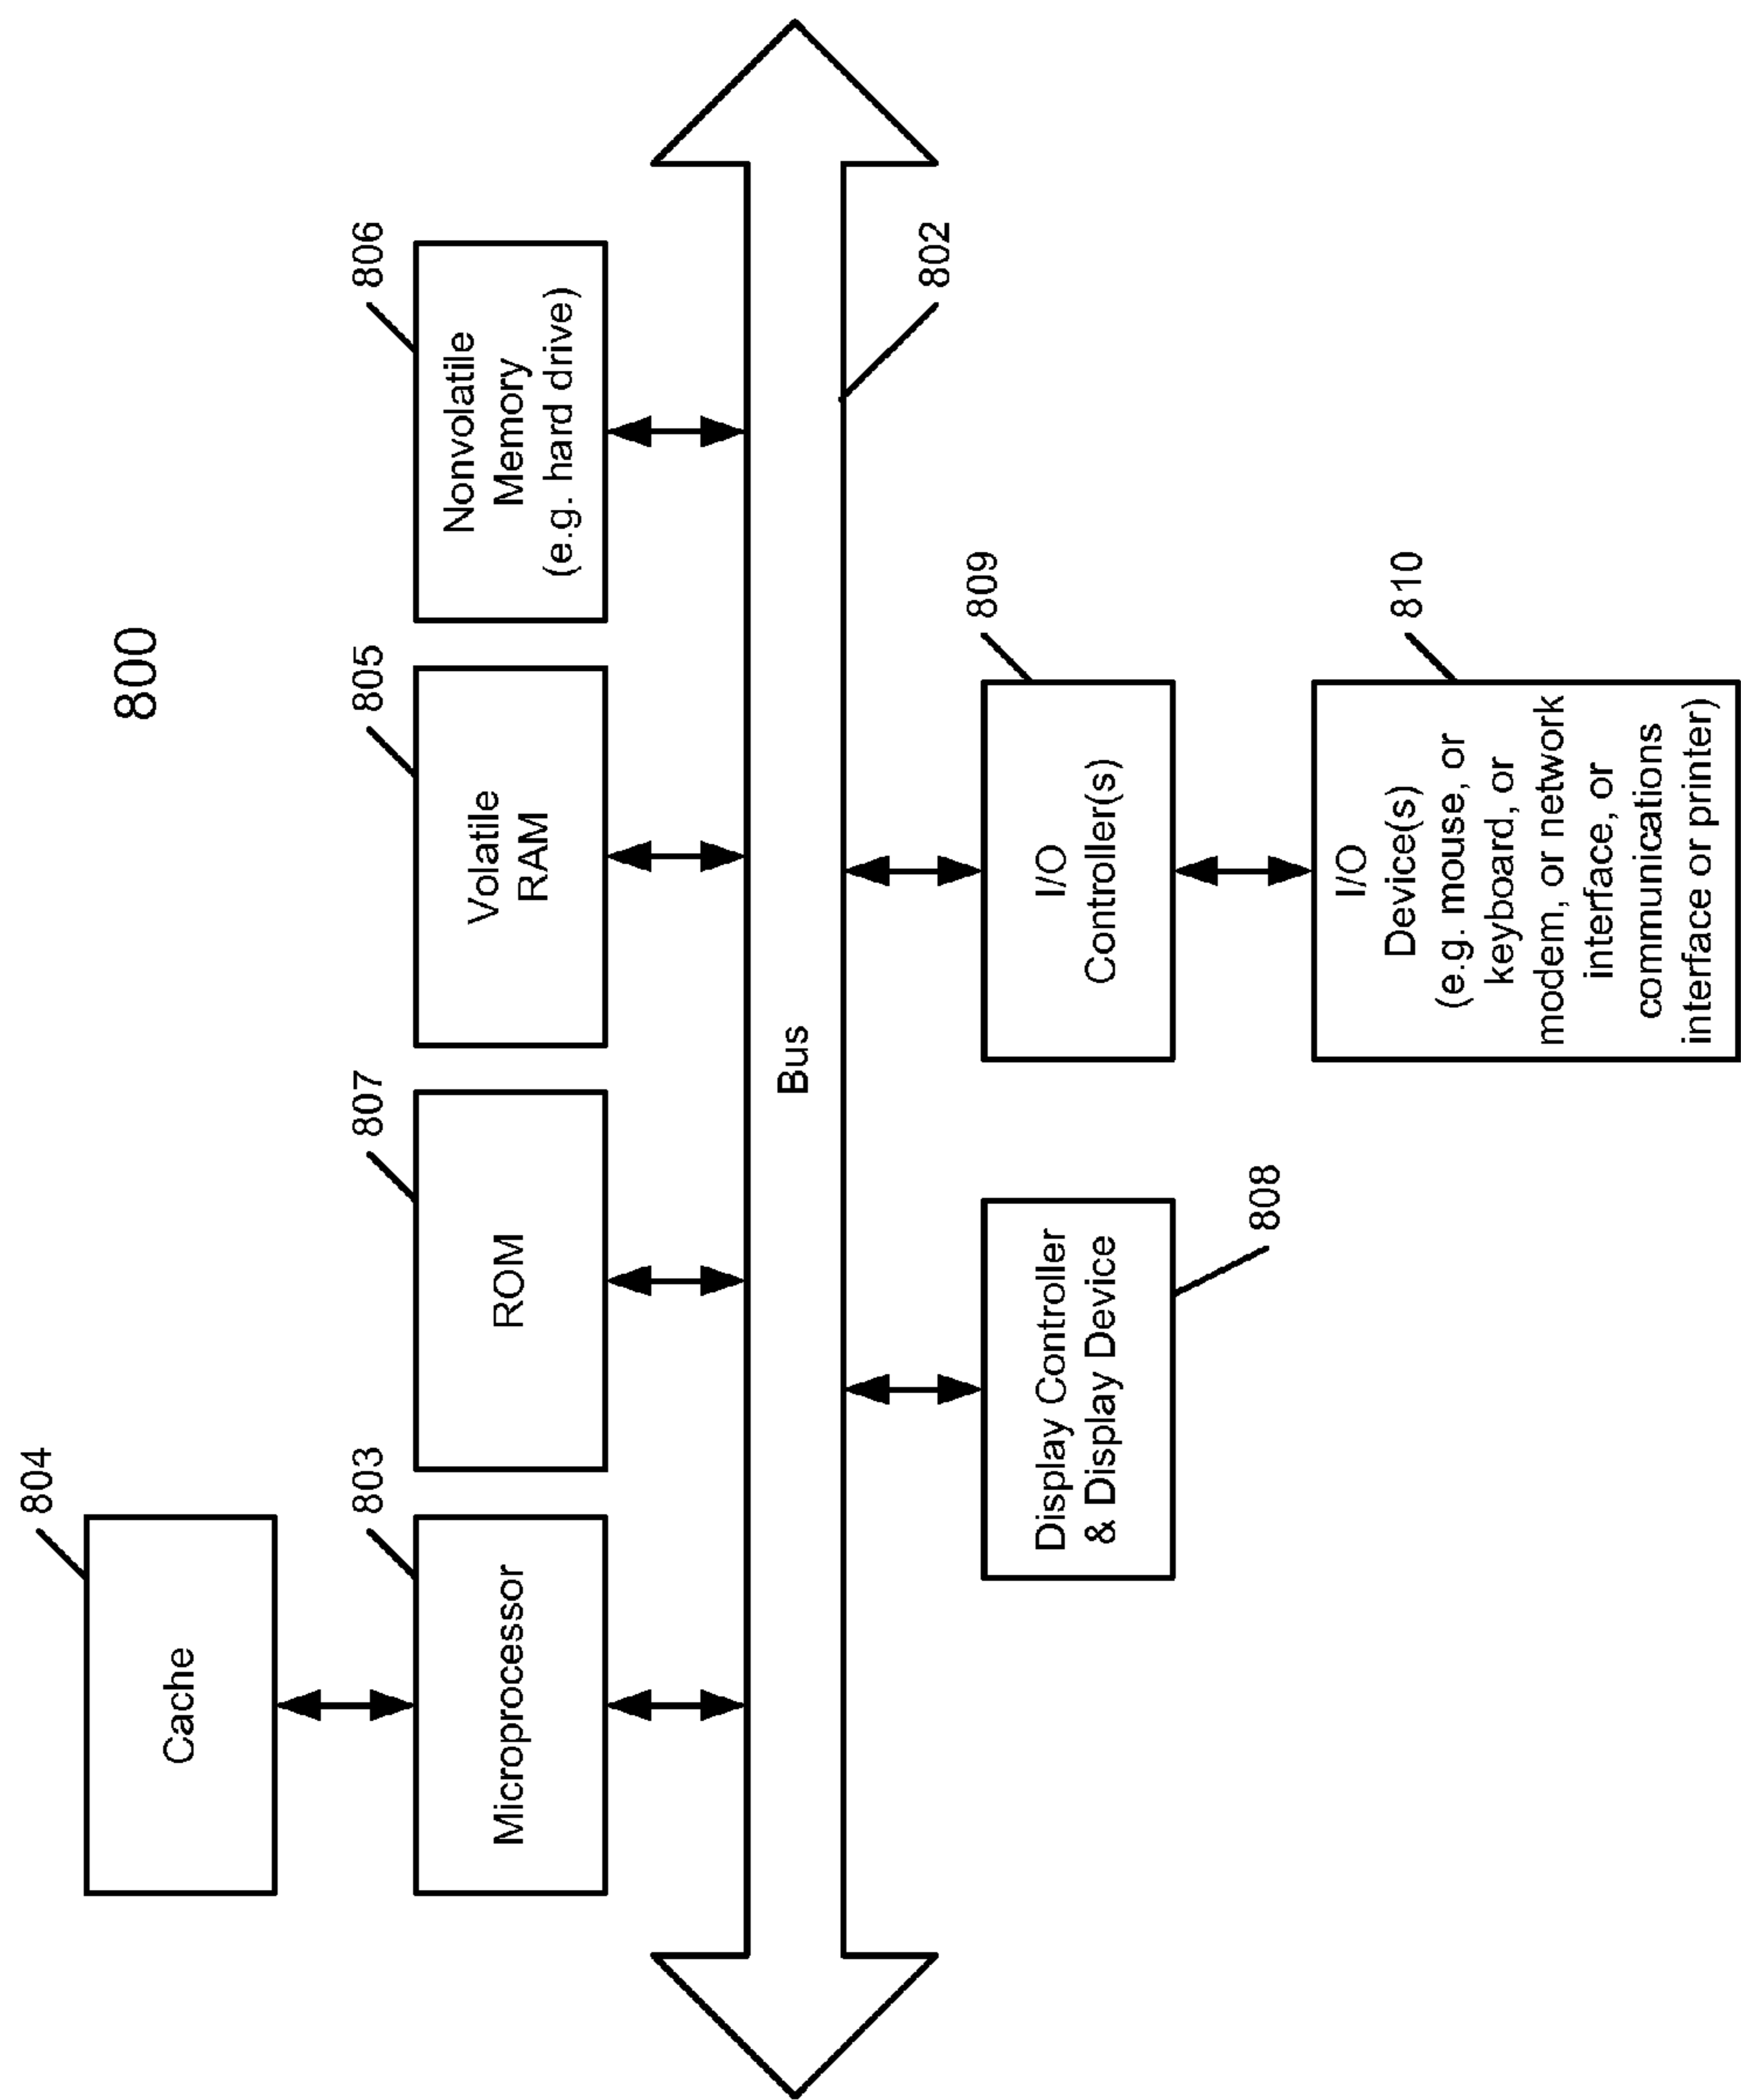 800
804
Cache
803
Microprocessor
807
ROM
805
Volatile
RAM
806
Nonvolatile
Memory
(e.g. hard drive)
Bus
802
808
Display Controller
& Display Device
809
I/O
Controller(s)
810
I/O
Device(s)
(e.g. mouse, or
keyboard, or
modem, or network
interface, or
communications
interface or printer)